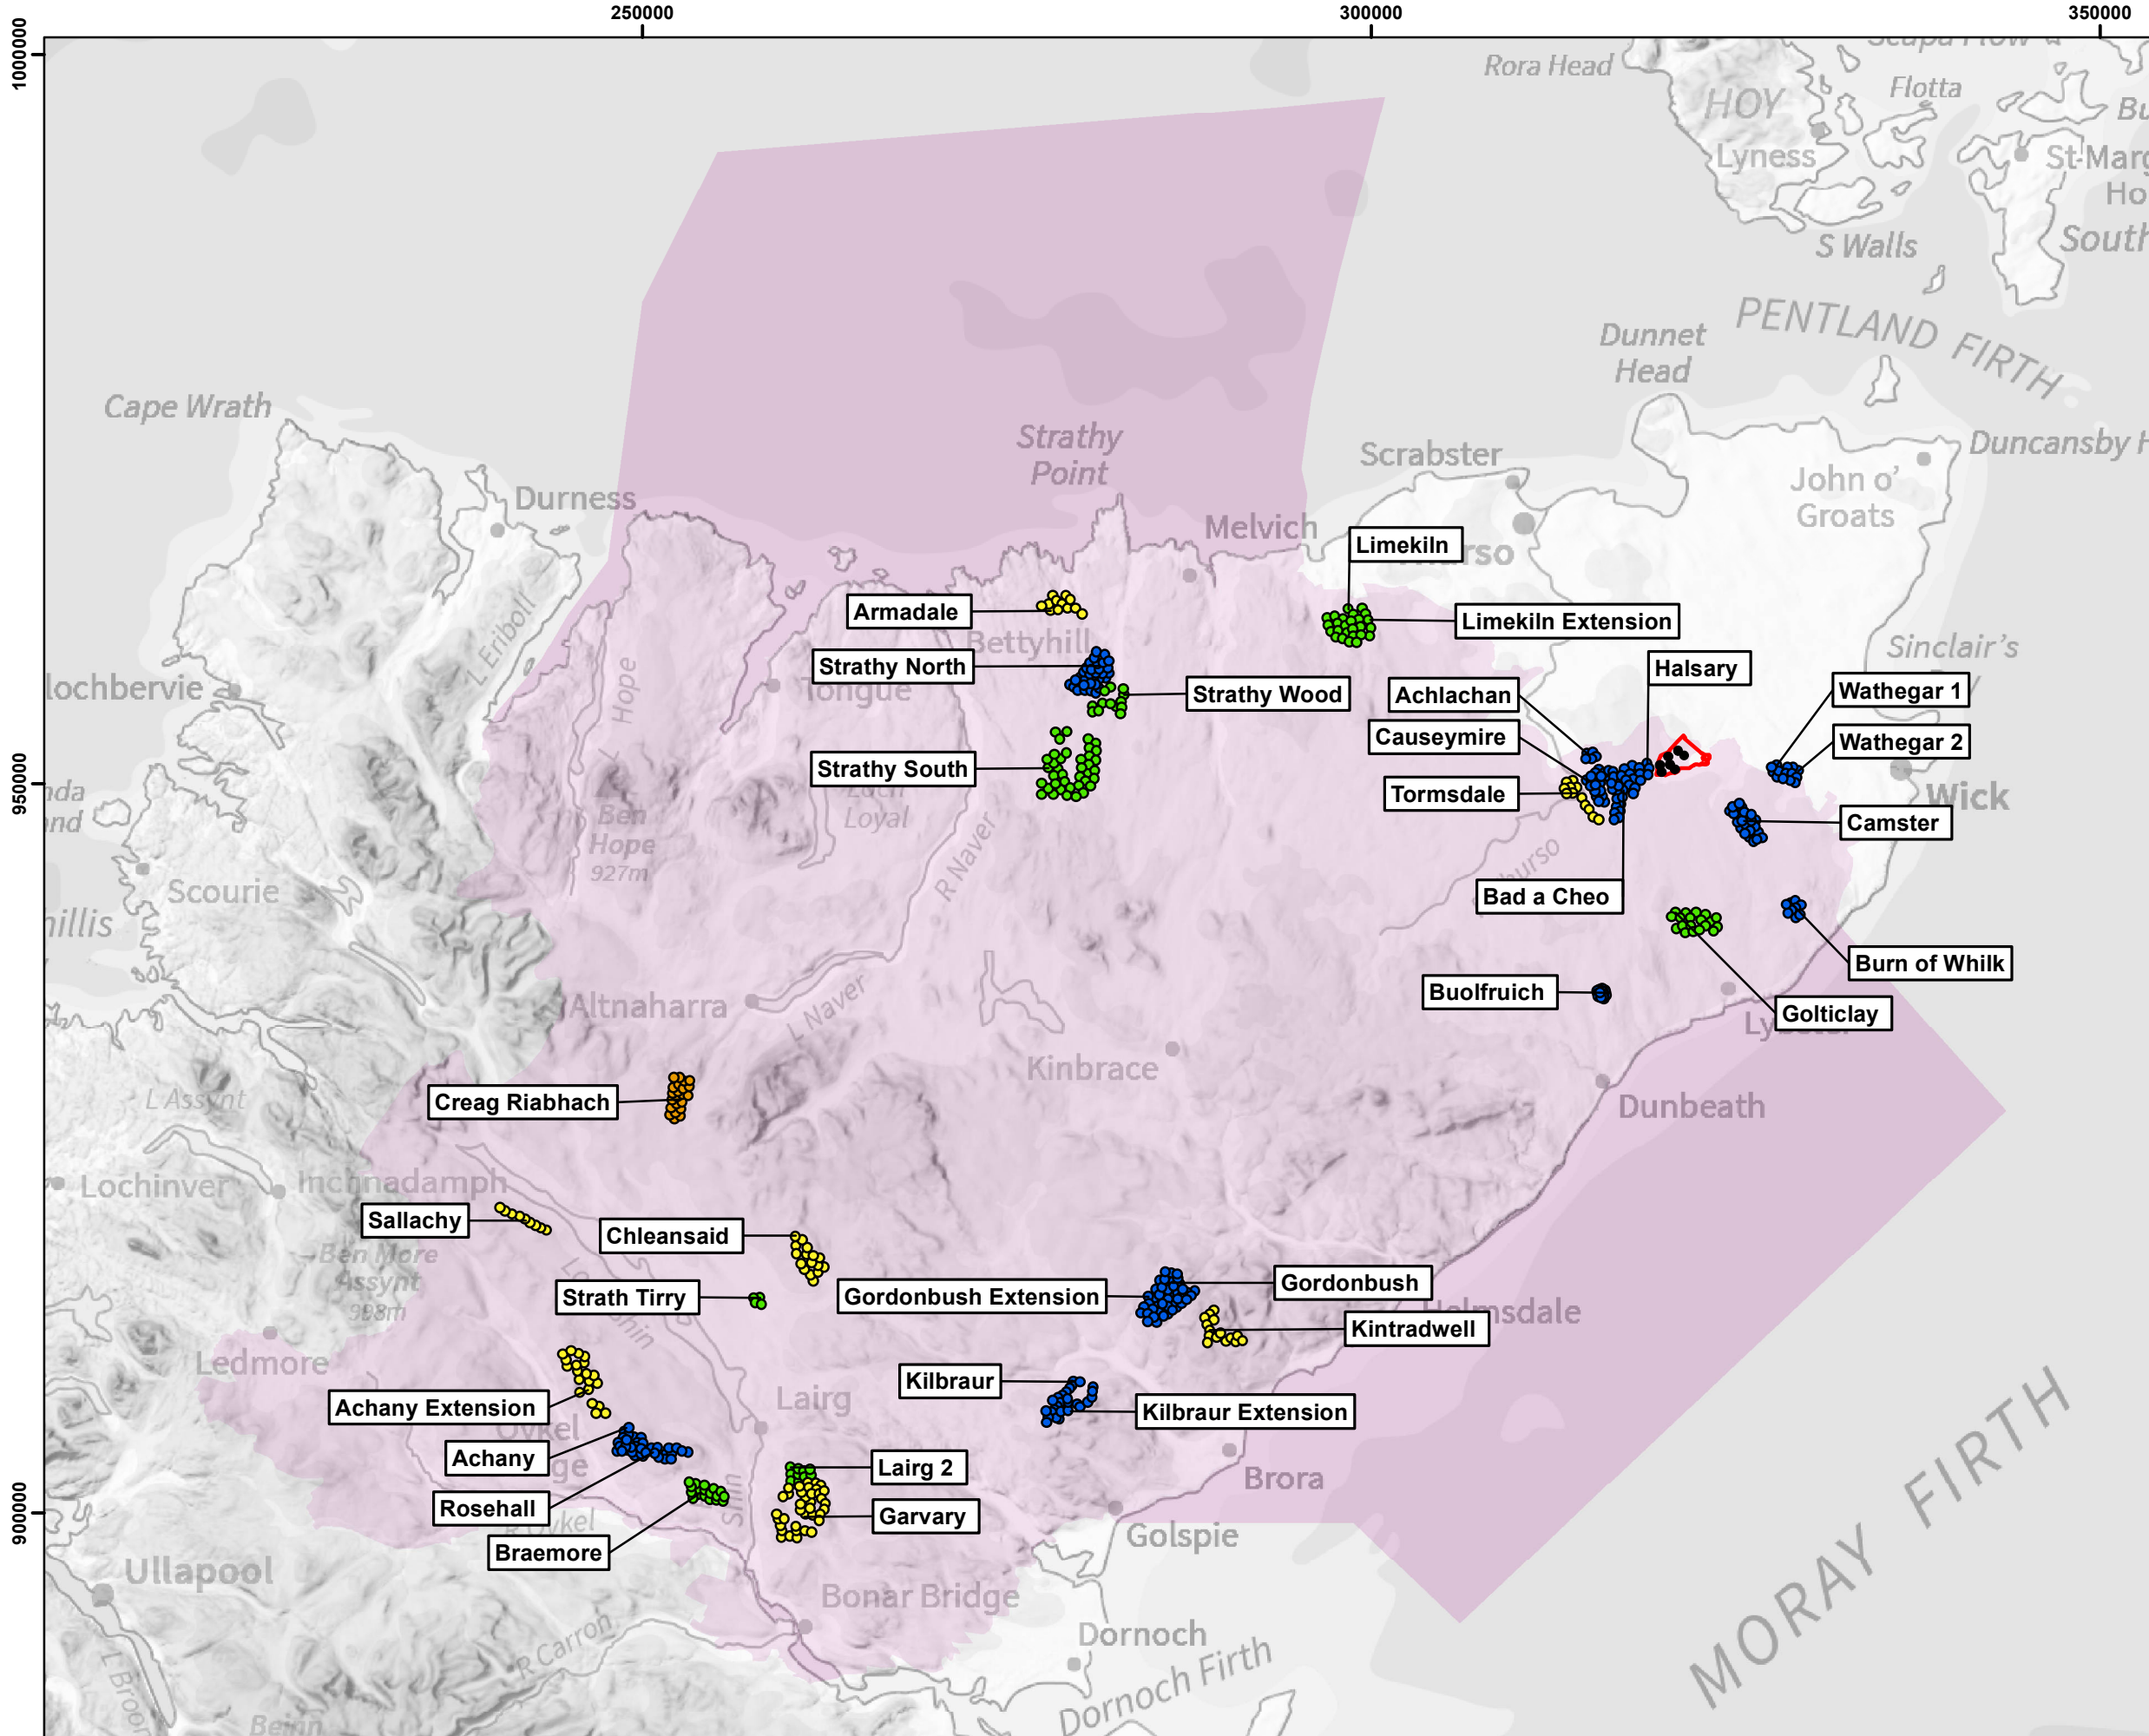 250000
300000
350000
1000000
950000
900000
Rora Head
HOY
Lyness
Flotta
S Walls
PENTLAND FIRTH
Dunnet
Head
Cape Wrath
Durness
Strathy
Point
Melvich
Scrabster
John o'
Groats
Limekiln
Limekiln Extension
Armadale
Bettyhill
Strathy North
Strathy Wood
Strathy South
Tongue
L Eriboll
L Hope
Ben
Hope
927m
Loch
Loyal
R Naver
Halsary
Achlachan
Causeymire
Tormsdale
Bad a Cheo
Wathegar 1
Wathegar 2
Wick
Camster
Burn of Whilk
Golticlay
Buolfruich
Dunbeath
Scourie
Altnaharra
L Naver
Kinbrace
Creag Riabhach
L Assynt
Lochinver
Inchnadamph
Sallachy
Ben More
Assynt
998m
Chleansaid
Strath Tirry
Gordonbush Extension
Gordonbush
Kintradwell
Ledmore
Achany Extension
Achany
Rosehall
Braemore
Lairg
Kilbraur
Kilbraur Extension
Lairg 2
Garvary
Brora
Golspie
R Oykel
Ullapool
Bonar Bridge
R Carron
Dornoch
Dornoch Firth
MORAY FIRTH